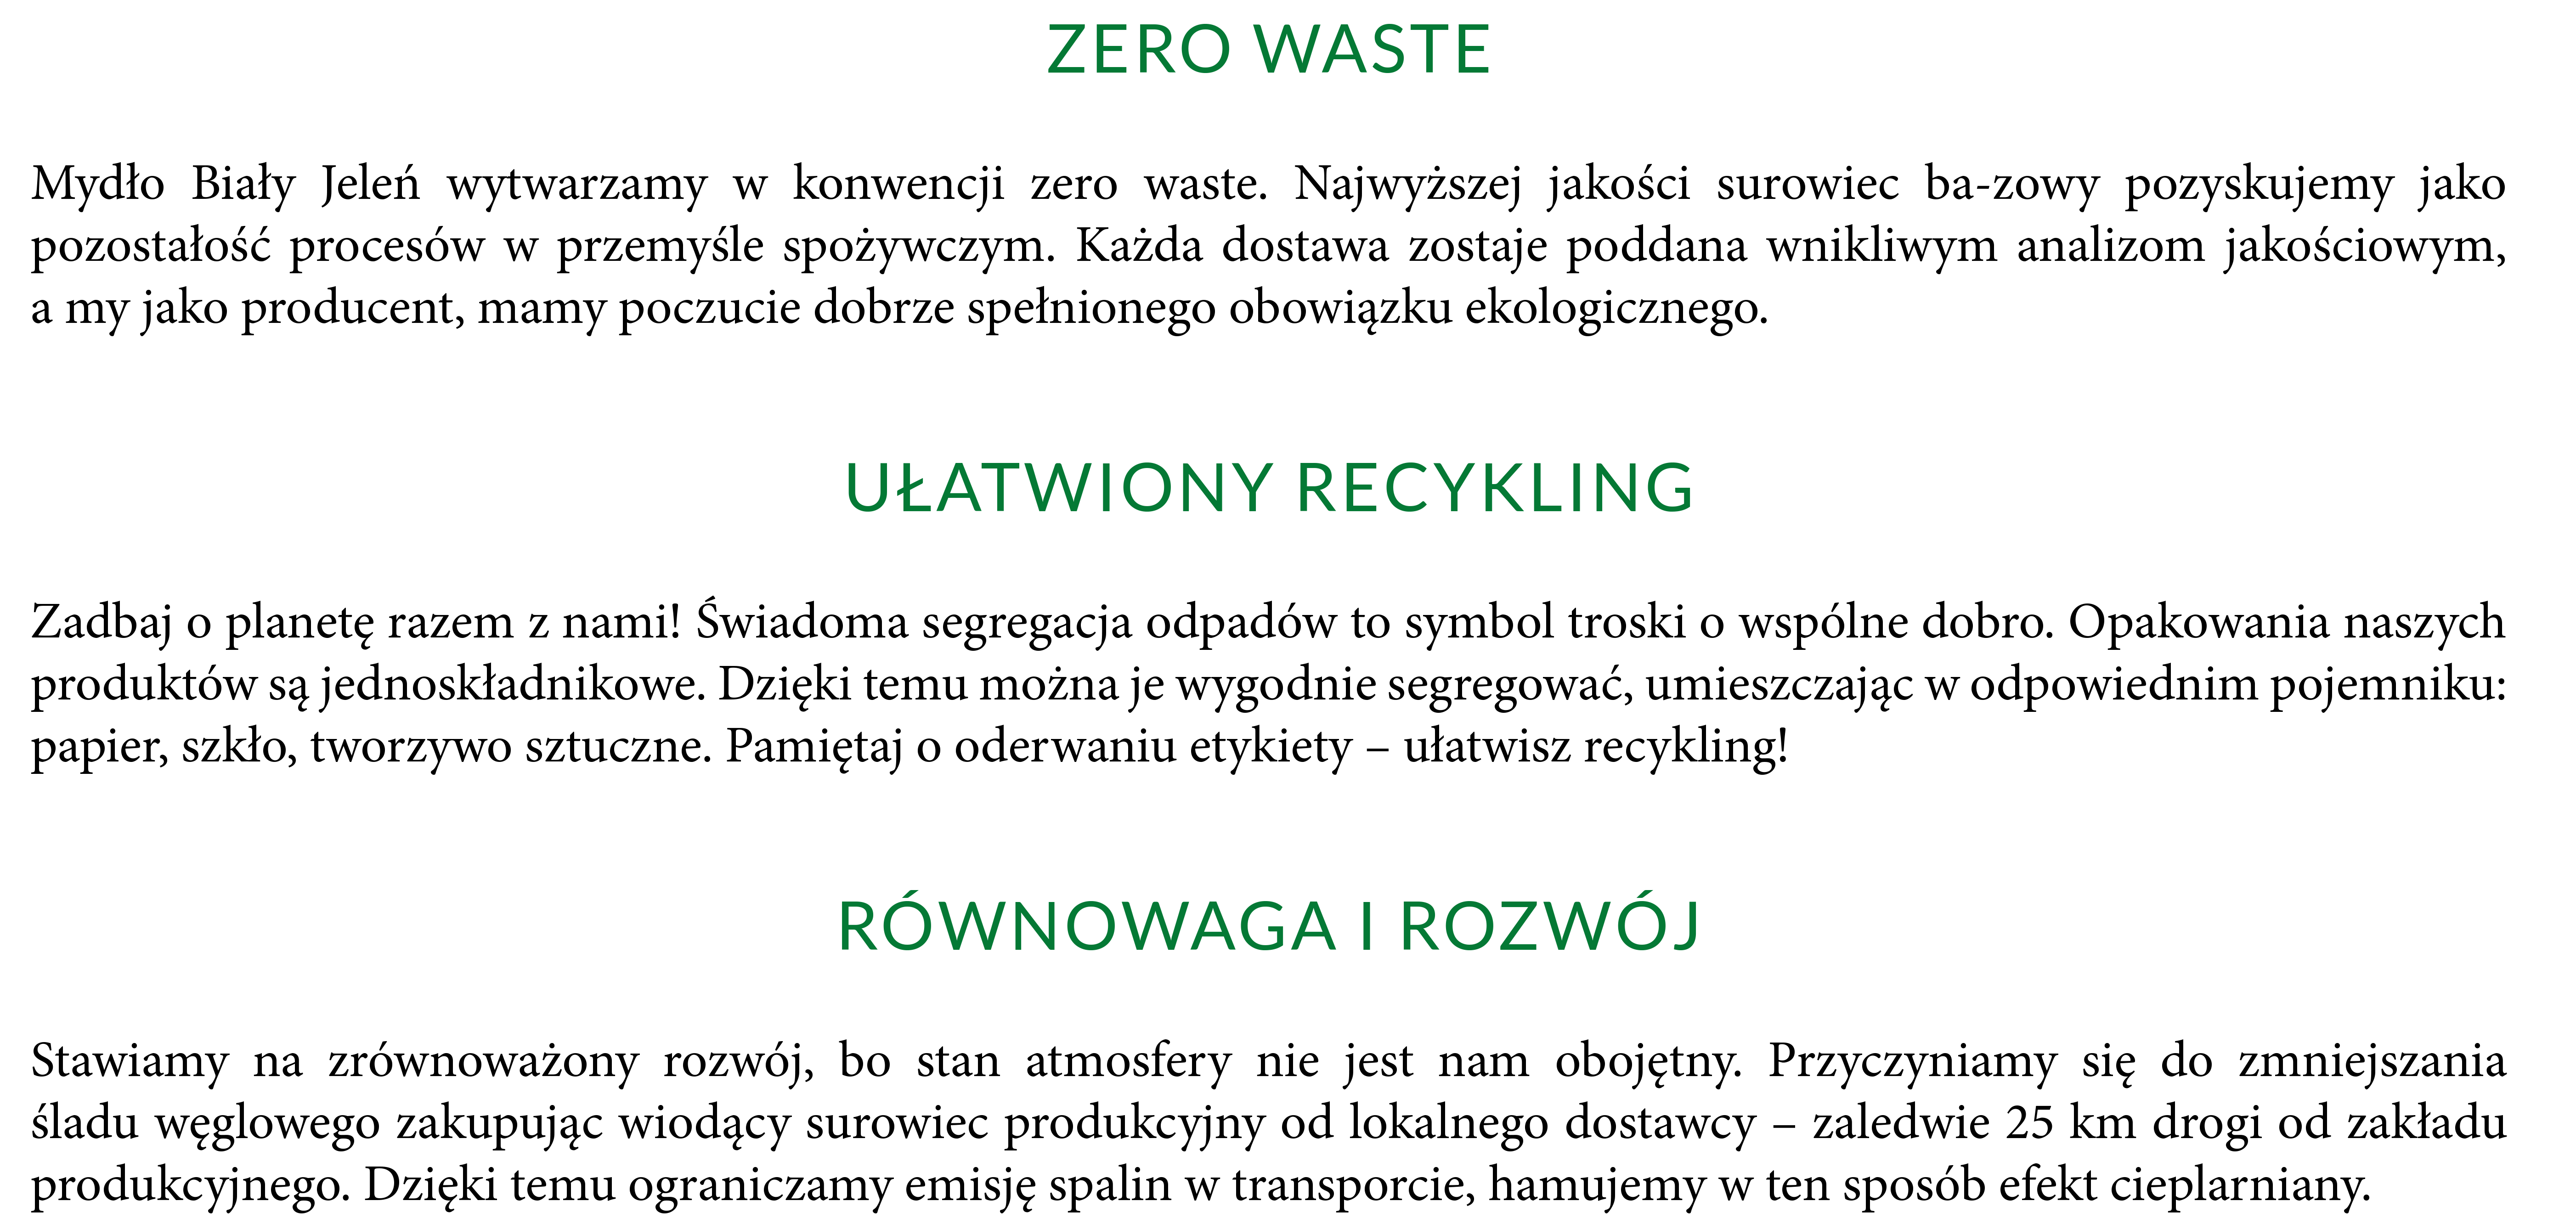 ZERO WASTE
Mydło Biały Jeleń wytwarzamy w konwencji zero waste. Najwyższej jakości surowiec ba-zowy pozyskujemy jako
pozostałość procesów w przemyśle spożywczym. Każda dostawa zostaje poddana wnikliwym analizom jakościowym,
a my jako producent, mamy poczucie dobrze spełnionego obowiązku ekologicznego.
UŁATWIONY RECYKLING
Zadbaj o planetę razem z nami! Świadoma segregacja odpadów to symbol troski o wspólne dobro. Opakowania naszych
produktów są jednoskładnikowe. Dzięki temu można je wygodnie segregować, umieszczając w odpowiednim pojemniku:
papier, szkło, tworzywo sztuczne. Pamiętaj o oderwaniu etykiety – ułatwisz recykling!
RÓWNOWAGA I ROZWÓJ
Stawiamy na zrównoważony rozwój, bo stan atmosfery nie jest nam obojętny. Przyczyniamy się do zmniejszania
śladu węglowego zakupując wiodący surowiec produkcyjny od lokalnego dostawcy – zaledwie 25 km drogi od zakładu
produkcyjnego. Dzięki temu ograniczamy emisję spalin w transporcie, hamujemy w ten sposób efekt cieplarniany.